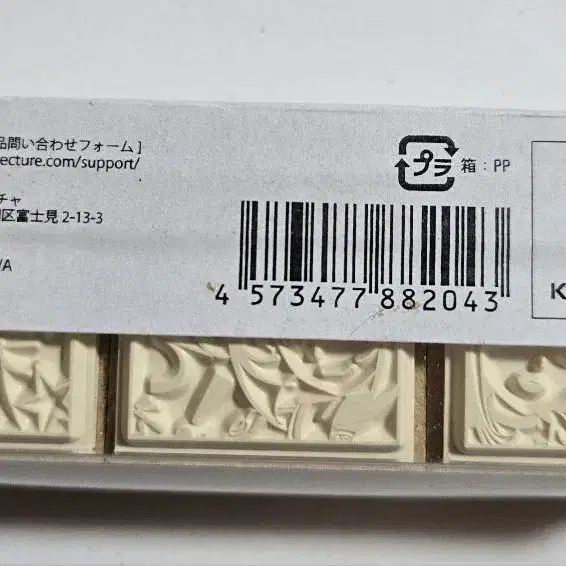 品問い合わせフォーム ]
ecture.com/support/
チャ
区富士見 2-13-3
/A
プラ 箱 : PP
4 573477 882043
K